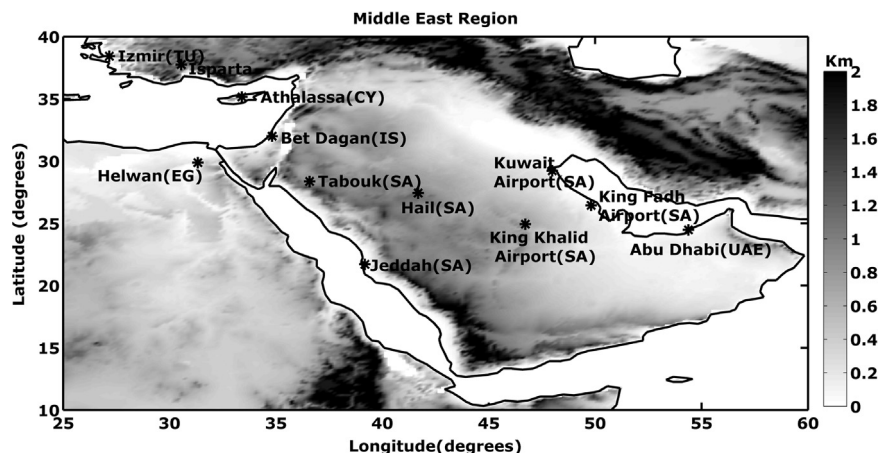 Middle East Region
Km
Izmir(TU)
Isparta
Athalassa(CY)
Bet Dagan(IS)
Helwan(EG)
Tabouk(SA)
Hail(SA)
Kuwait
Airport(SA)
King Fadh
Airport(SA)
King Khalid
Airport(SA)
Abu Dhabi(UAE)
Jeddah(SA)
40
35
30
25
20
15
10
Latitude (degrees)
25 30 35 40 45 50 55 60
Longitude(degrees)
2
1.8
1.6
1.4
1.2
1
0.8
0.6
0.4
0.2
0